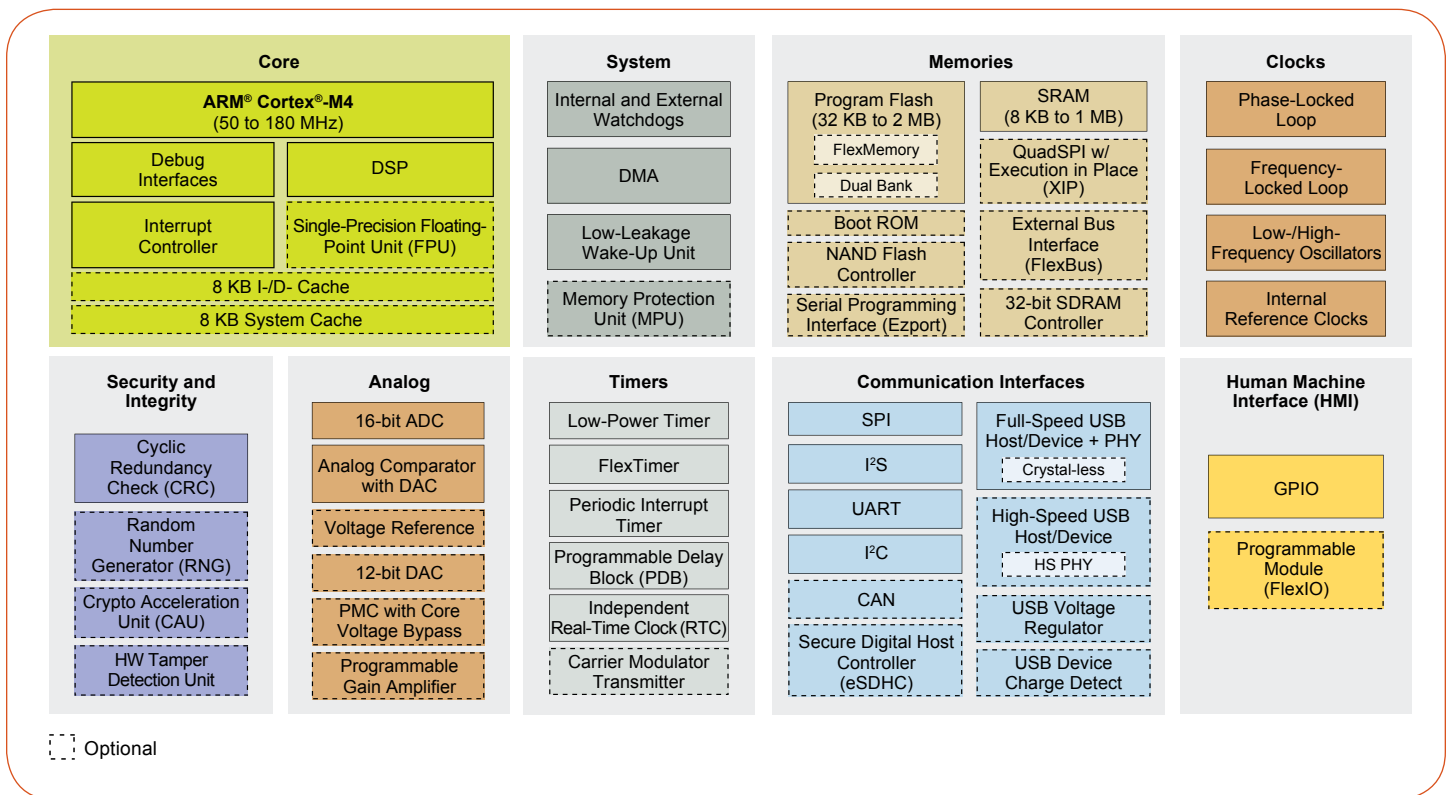 Core
ARM® Cortex®-M4
(50 to 180 MHz)
Debug
Interfaces
DSP
Interrupt
Controller
Single-Precision Floating-
Point Unit (FPU)
8 KB I-/D- Cache
8 KB System Cache
System
Internal and External
Watchdogs
DMA
Low-Leakage
Wake-Up Unit
Memory Protection
Unit (MPU)
Memories
Program Flash
(32 KB to 2 MB)
FlexMemory
Dual Bank
Boot ROM
NAND Flash
Controller
Serial Programming
Interface (Ezport)
SRAM
(8 KB to 1 MB)
QuadSPI w/
Execution in Place
(XIP)
External Bus
Interface
(FlexBus)
32-bit SDRAM
Controller
Clocks
Phase-Locked
Loop
Frequency-
Locked Loop
Low-/High-
Frequency Oscillators
Internal
Reference Clocks
Security and
Integrity
Cyclic
Redundancy
Check (CRC)
Random
Number
Generator (RNG)
Crypto Acceleration
Unit (CAU)
HW Tamper
Detection Unit
Analog
16-bit ADC
Analog Comparator
with DAC
Voltage Reference
12-bit DAC
PMC with Core
Voltage Bypass
Programmable
Gain Amplifier
Timers
Low-Power Timer
FlexTimer
Periodic Interrupt
Timer
Programmable Delay
Block (PDB)
Independent
Real-Time Clock (RTC)
Carrier Modulator
Transmitter
Communication Interfaces
SPI
I²S
UART
I²C
CAN
Secure Digital Host
Controller
(eSDHC)
Full-Speed USB
Host/Device + PHY
Crystal-less
High-Speed USB
Host/Device
HS PHY
USB Voltage
Regulator
USB Device
Charge Detect
Human Machine
Interface (HMI)
GPIO
Programmable
Module
(FlexIO)
Optional